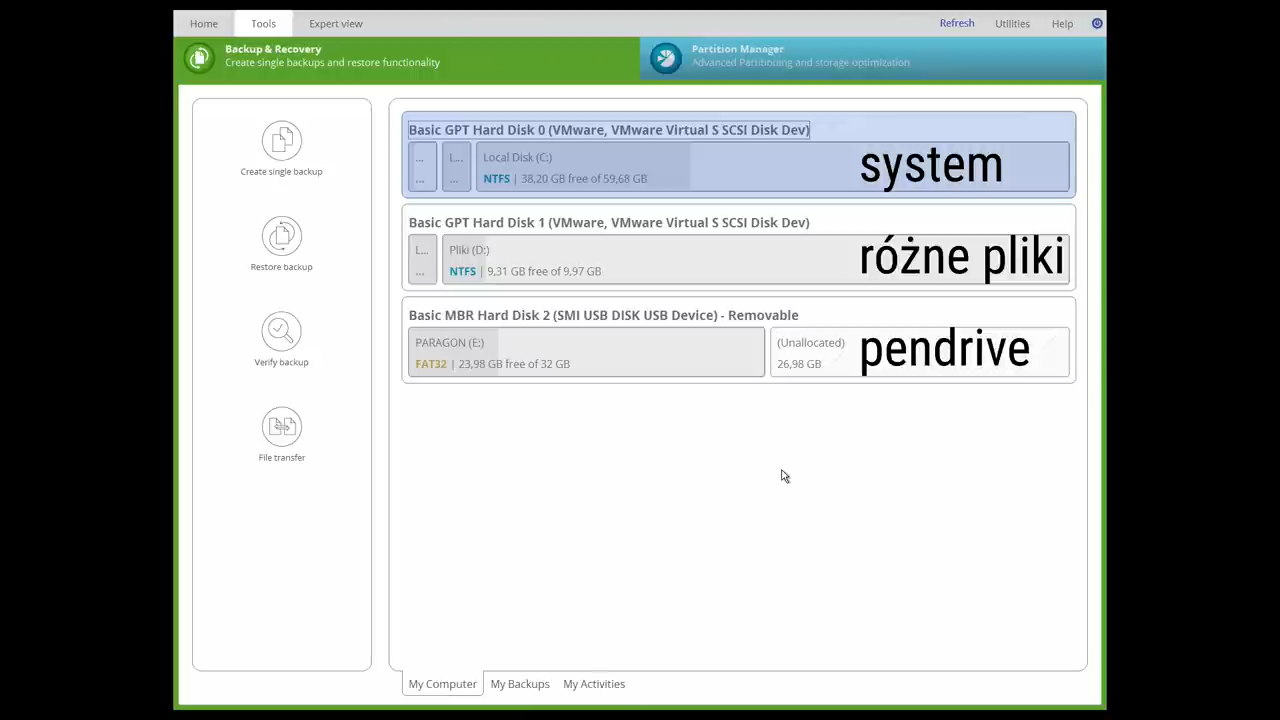 Home Tools Expert view Refresh Utilities Help
Backup & Recovery
Create single backups and restore functionality
Partition Manager
Advanced Partitioning and storage optimization
Create single backup
Restore backup
Verify backup
File transfer
Basic GPT Hard Disk 0 (VMware, VMware Virtual S SCSI Disk Dev)
... L... Local Disk (C:)
... ... NTFS | 38,20 GB free of 59,68 GB
system
Basic GPT Hard Disk 1 (VMware, VMware Virtual S SCSI Disk Dev)
L... Pliki (D:)
... NTFS | 9,31 GB free of 9,97 GB
różne pliki
Basic MBR Hard Disk 2 (SMI USB DISK USB Device) - Removable
PARAGON (E:) (Unallocated)
FAT32 | 23,98 GB free of 32 GB 26,98 GB
pendrive
My Computer My Backups My Activities